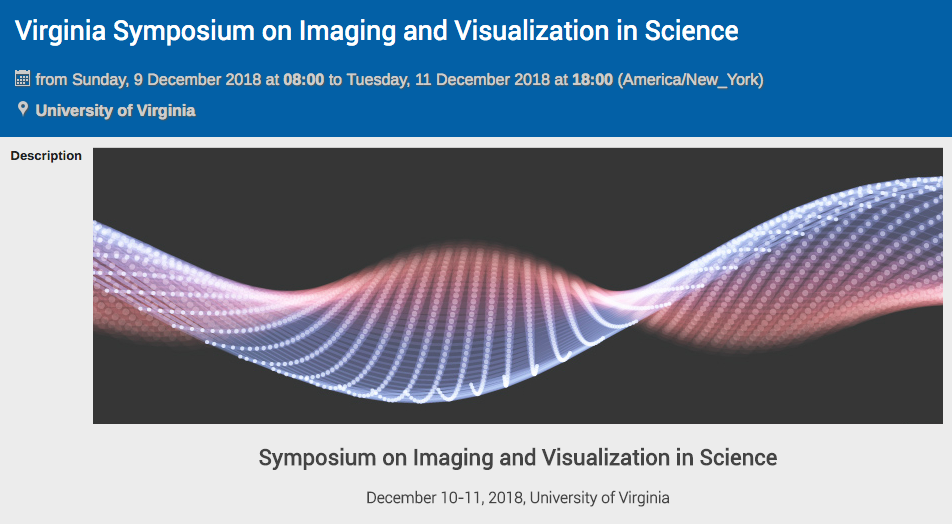 Virginia Symposium on Imaging and Visualization in Science
from Sunday, 9 December 2018 at 08:00 to Tuesday, 11 December 2018 at 18:00 (America/New_York)
University of Virginia
Description
Symposium on Imaging and Visualization in Science
December 10-11, 2018, University of Virginia